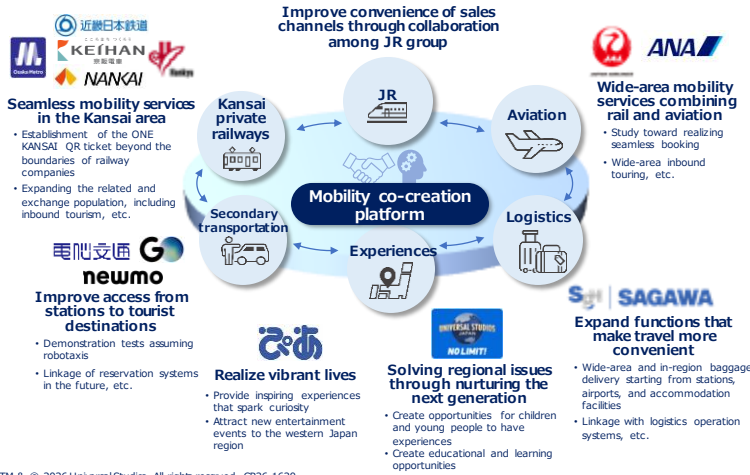 Improve convenience of sales
channels through collaboration
among JR group
近畿日本鉄道
Osaka Metro
KEIHAN
京阪電車
NANKAI
Hankyu
Seamless mobility services
in the Kansai area
• Establishment of the ONE
KANSAI QR ticket beyond the
boundaries of railway
companies
• Expanding the related and
exchange population, including
inbound tourism, etc.
JAL
JAPAN AIRLINES
ANA
Wide-area mobility
services combining
rail and aviation
• Study toward realizing
seamless booking
• Wide-area inbound
touring, etc.
Kansai
private
railways
JR
Aviation
Mobility co-creation
platform
Secondary
transportation
Experiences
Logistics
電脳交通
GO
newmo
Improve access from
stations to tourist
destinations
• Demonstration tests assuming
robotaxis
• Linkage of reservation systems
in the future, etc.
ぴあ
Realize vibrant lives
• Provide inspiring experiences
that spark curiosity
• Attract new entertainment
events to the western Japan
region
UNIVERSAL STUDIOS
JAPAN
NO LIMIT!
Solving regional issues
through nurturing the
next generation
• Create opportunities for children
and young people to have
experiences
• Create educational and learning
opportunities
SAGAWA
Expand functions that
make travel more
convenient
• Wide-area and in-region baggage
delivery starting from stations,
airports, and accommodation
facilities
• Linkage with logistics operation
systems, etc.